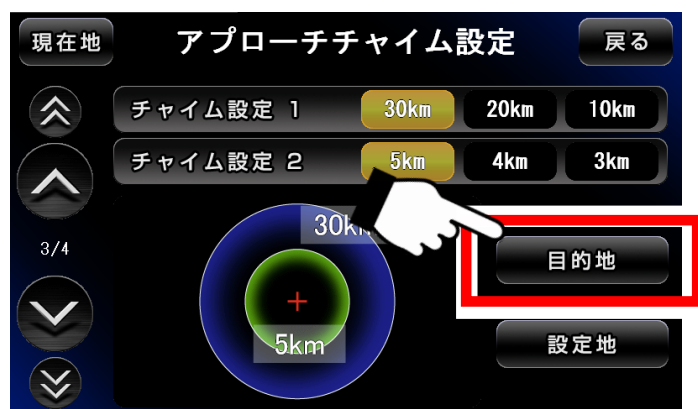 現在地 アプローチチャイム設定 戻る
チャイム設定 1 30km 20km 10km
チャイム設定 2 5km 4km 3km
30km
3/4
目的地
5km
設定地